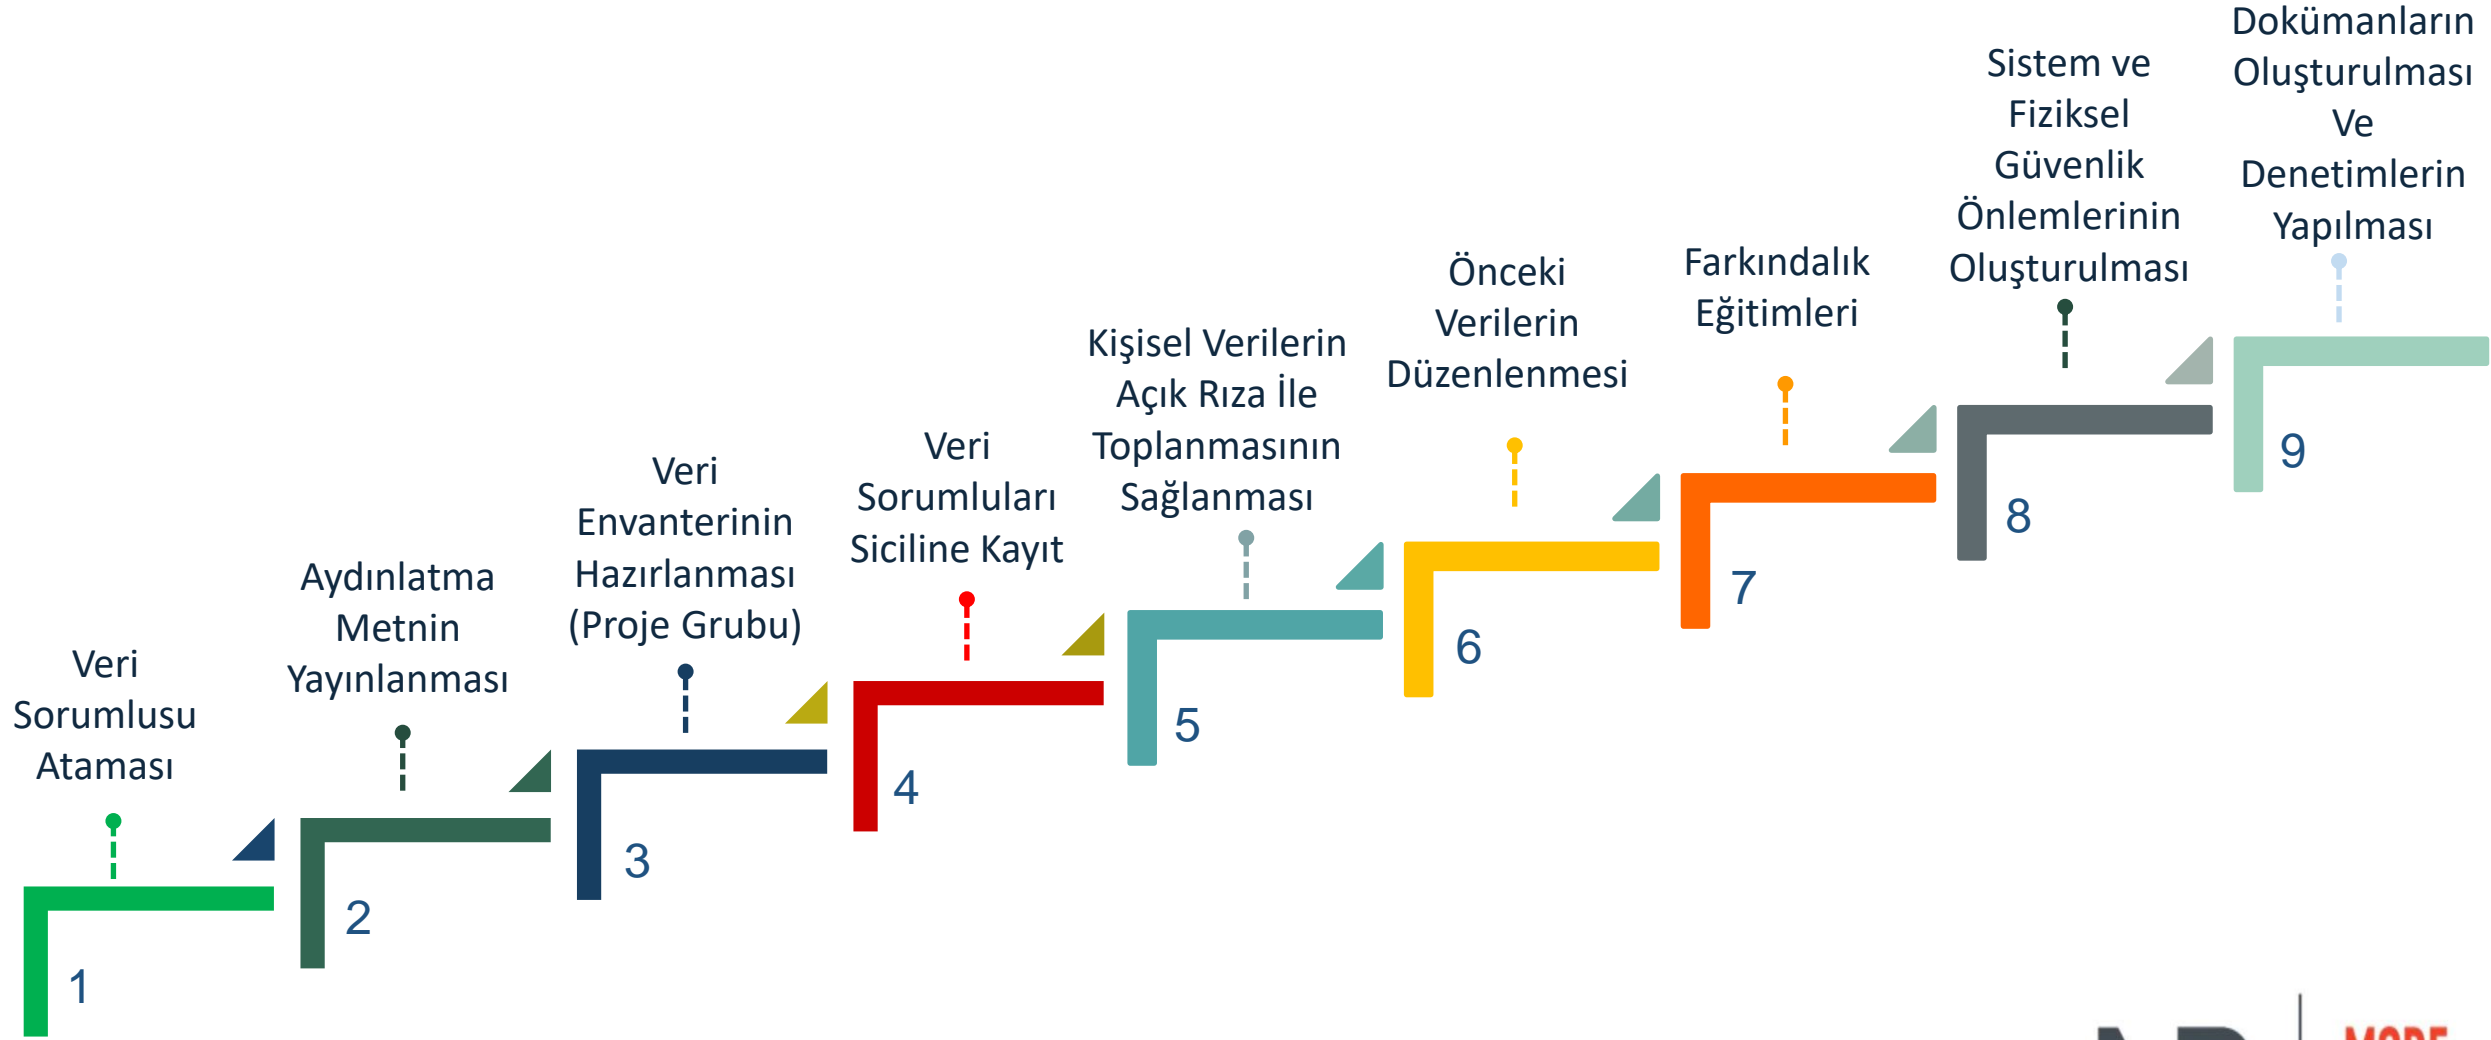 Veri
Sorumlusu
Ataması
1
Aydınlatma
Metnin
Yayınlanması
2
Veri
Envanterinin
Hazırlanması
(Proje Grubu)
3
Veri
Sorumluları
Siciline Kayıt
4
Kişisel Verilerin
Açık Rıza İle
Toplanmasının
Sağlanması
5
Önceki
Verilerin
Düzenlenmesi
6
Farkındalık
Eğitimleri
7
Sistem ve
Fiziksel
Güvenlik
Önlemlerinin
Oluşturulması
8
Dokümanların
Oluşturulması
Ve
Denetimlerin
Yapılması
9